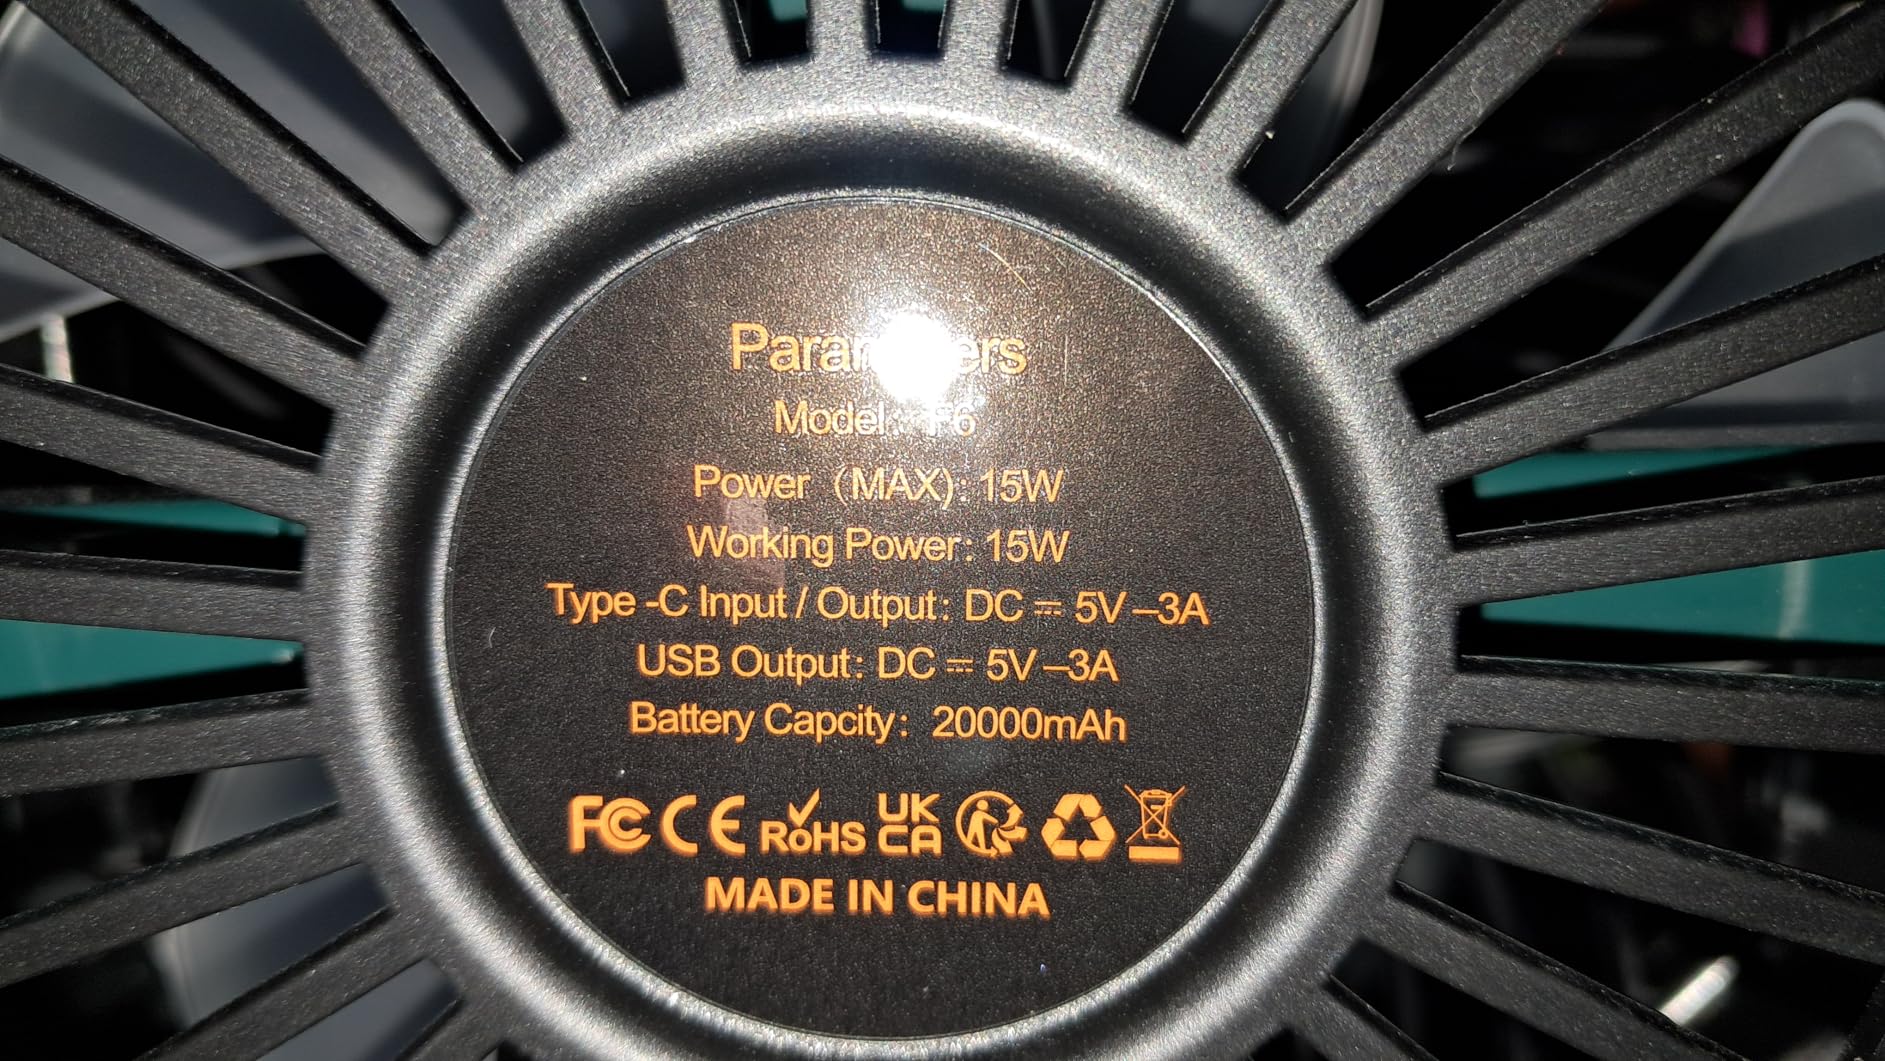 Parameters
Model: F6
Power (MAX): 15W
Working Power: 15W
Type -C Input / Output: DC ⎓ 5V –3A
USB Output: DC ⎓ 5V –3A
Battery Capcity: 20000mAh
FC CE RoHS UK CA
MADE IN CHINA